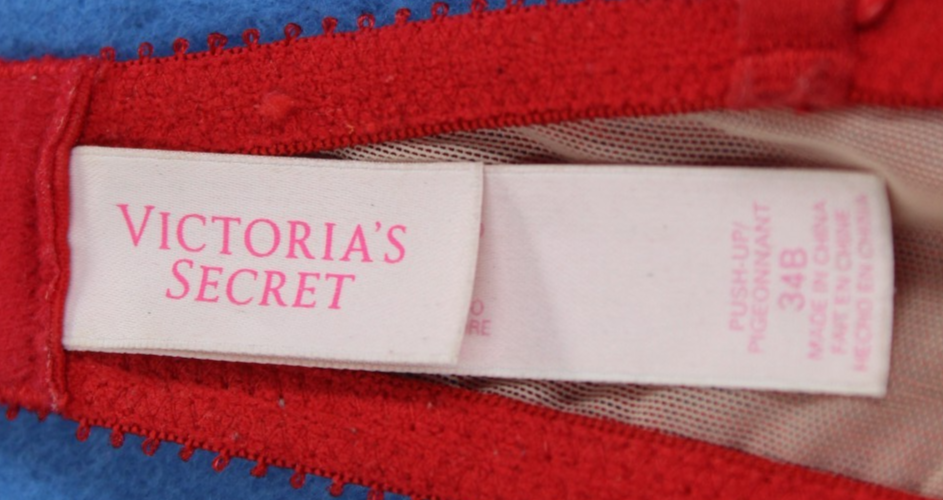 VICTORIA'S
SECRET
PUSH-UP/
PIGEONNANT
34B
MADE IN CHINA
FAIT EN CHINE
HECHO EN CHINA